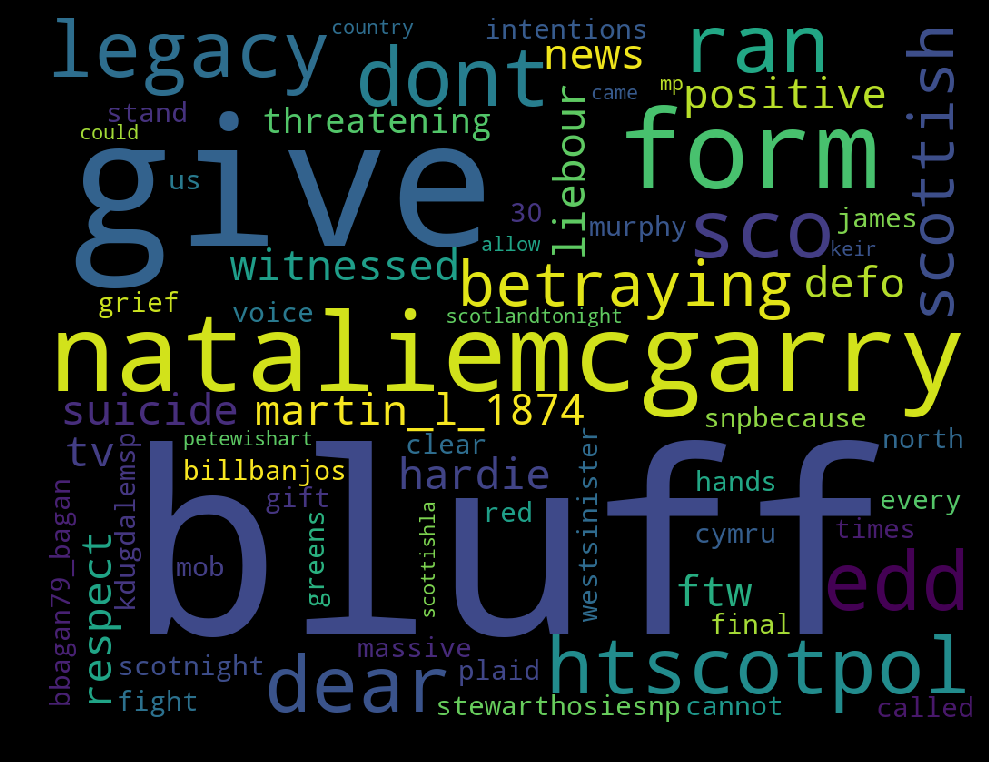 legacy
country
intentions
news
ran
scotttish
dont
came
mp
positive
stand
threatening
could
give
us
liebour
form
30
murphy
sco
james
keir
allow
witnessed
betraying
defo
grief
voice
scotlandtonight
nataliemcgarry
suicide
martin_l_1874
snpbecause
tv
petewishart
clear
north
billbanjos
hardie
hands
gift
red
every
bbagan79_bagan
kdugdalemsp
respect
mob
bluff
greens
scottishla
westsinister
cymru
times
ftw
edd
final
massive
scotnight
dear
plaid
htscotpol
fight
stewarthosiesnp
cannot
called